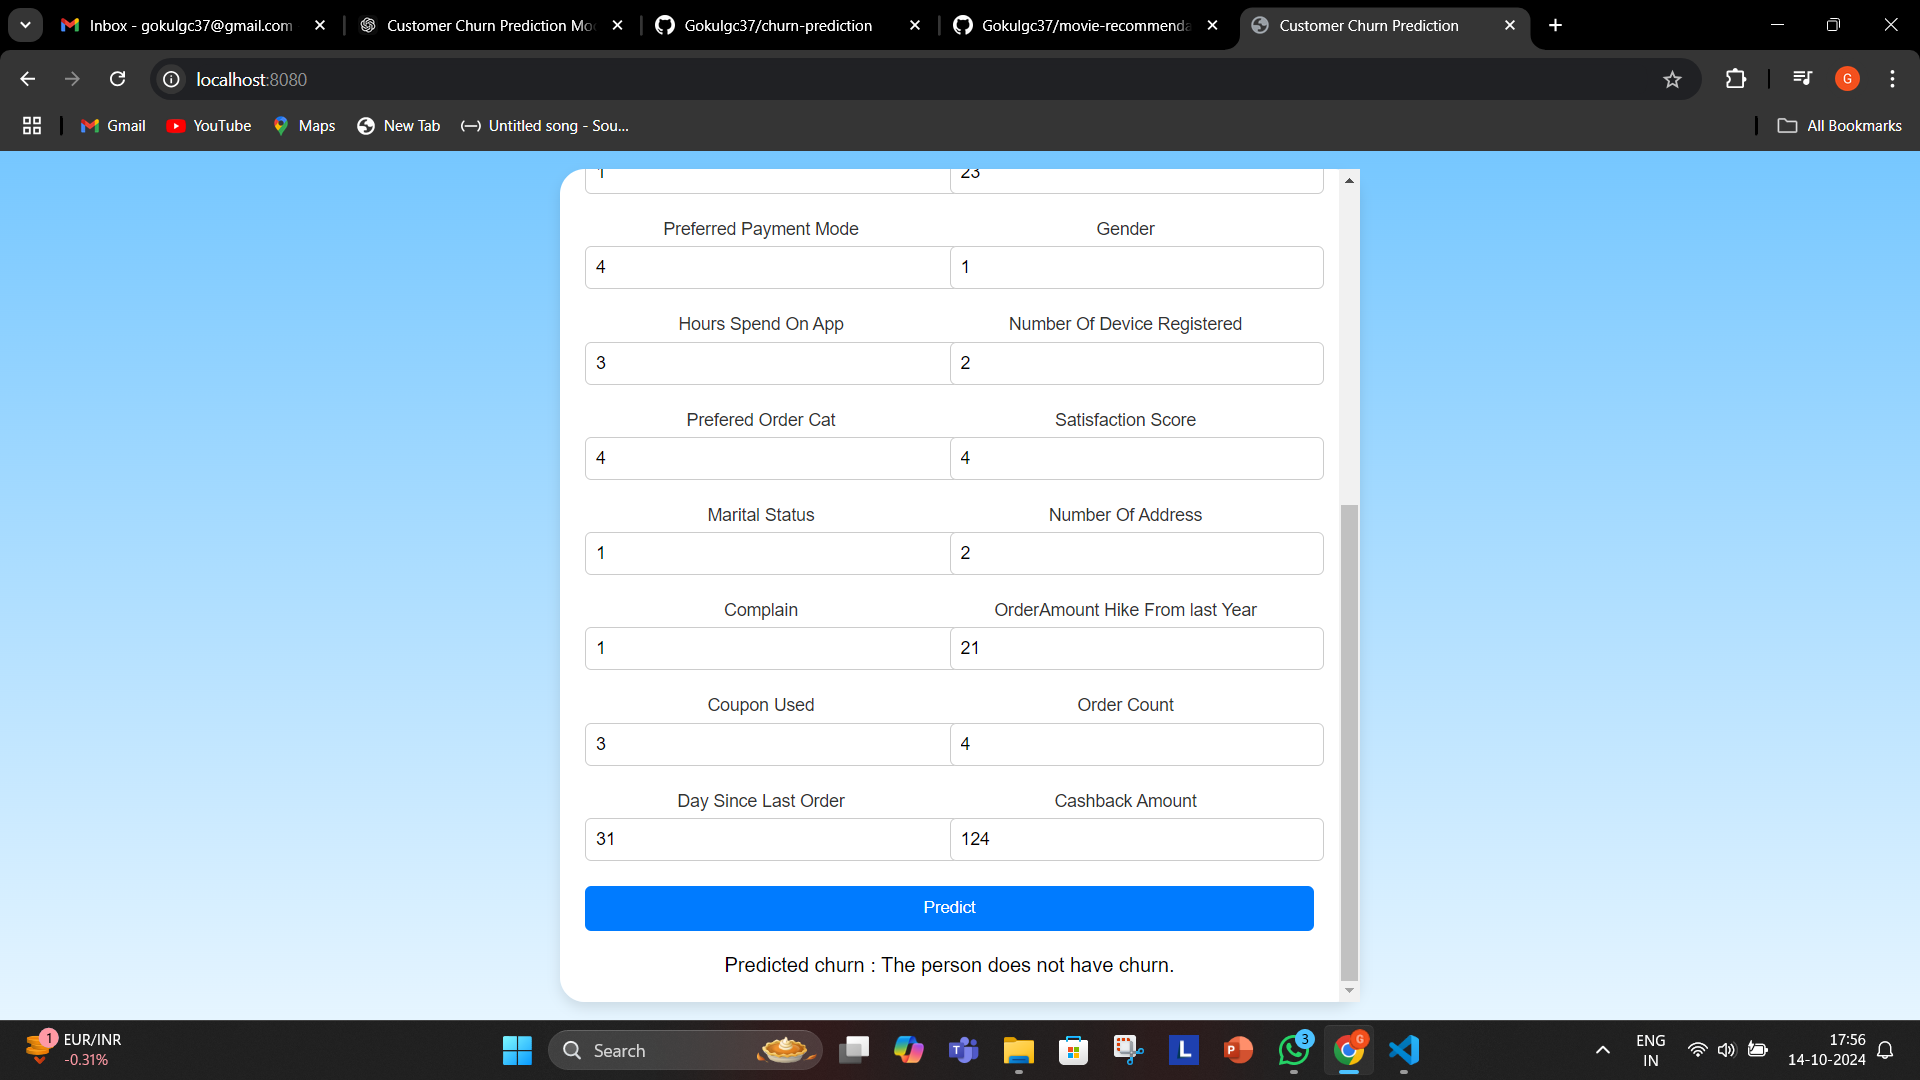 Inbox - gokulgc37@gmail.com
Customer Churn Prediction Mo
Gokulgc37/churn-prediction
Gokulgc37/movie-recommenda
Customer Churn Prediction
localhost:8080
G
Gmail
YouTube
Maps
New Tab
Untitled song - Sou...
All Bookmarks
1 23
Preferred Payment Mode Gender
4 1
Hours Spend On App Number Of Device Registered
3 2
Prefered Order Cat Satisfaction Score
4 4
Marital Status Number Of Address
1 2
Complain OrderAmount Hike From last Year
1 21
Coupon Used Order Count
3 4
Day Since Last Order Cashback Amount
31 124
Predict
Predicted churn : The person does not have churn.
1
EUR/INR
-0.31%
Search
T
L
P
3
G
ENG
IN
17:56
14-10-2024